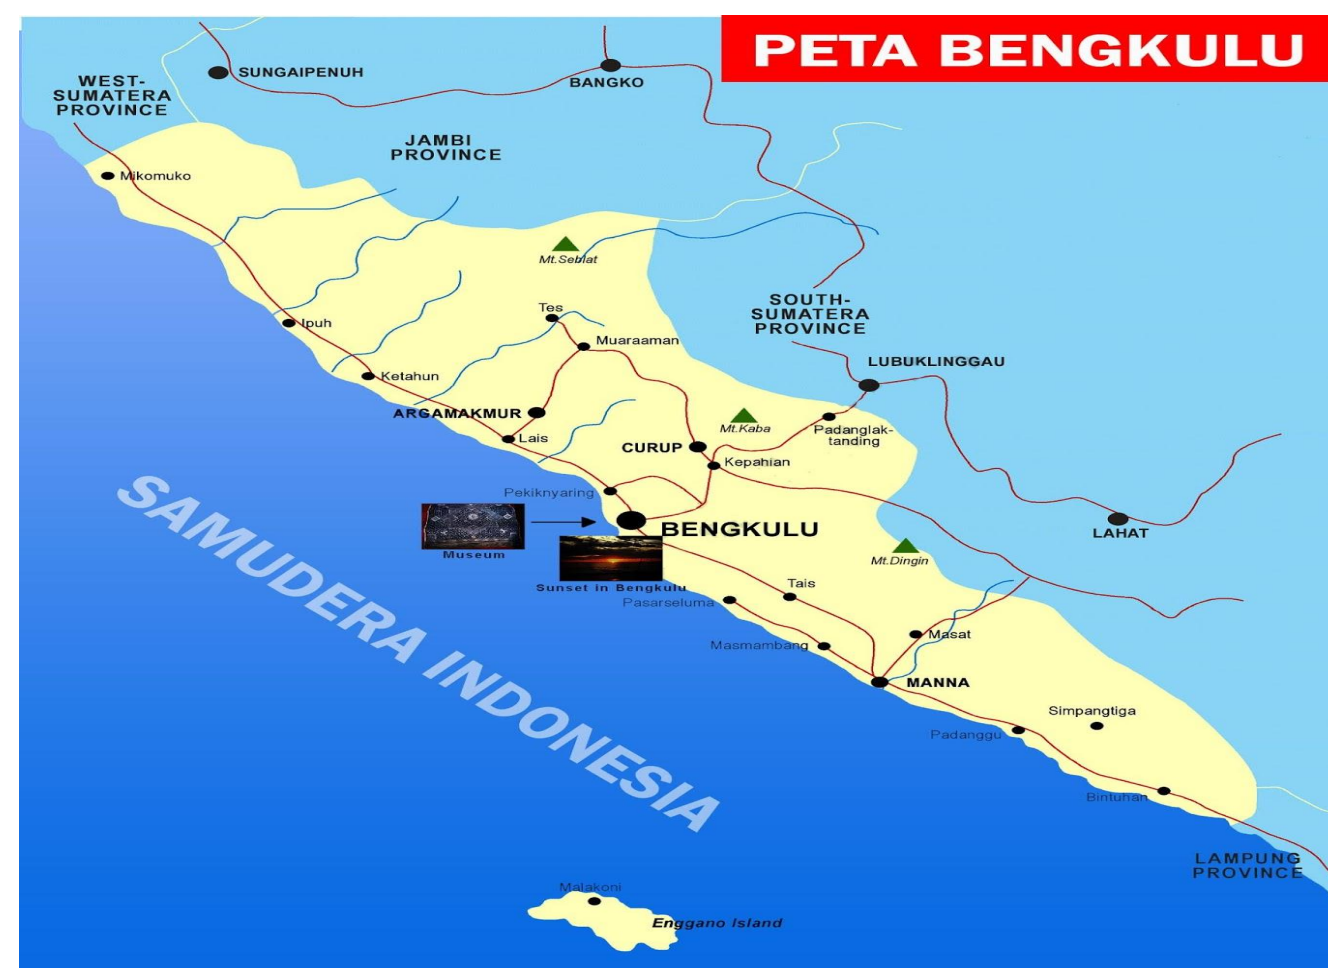 PETA BENGKULU
SUNGAIPENUH
BANGKO
WEST-
SUMATERA
PROVINCE
JAMBI
PROVINCE
Mikomuko
Mt.Seblat
SOUTH-
SUMATERA
PROVINCE
Tes
Ipuh
Muaraaman
LUBUKLINGGAU
Ketahun
ARGAMAKMUR
Mt.Kaba
Padanglak-
tanding
Lais
CURUP
Kepahian
Pekiknyaring
BENGKULU
LAHAT
Museum
Mt.Dingin
Sunset in Bengkulu
Tais
Pasarseluma
Masmambang
Masat
SAMUDERA INDONESIA
MANNA
Simpangtiga
Padanggu
Bintuhan
LAMPUNG
PROVINCE
Malakoni
Enggano Island